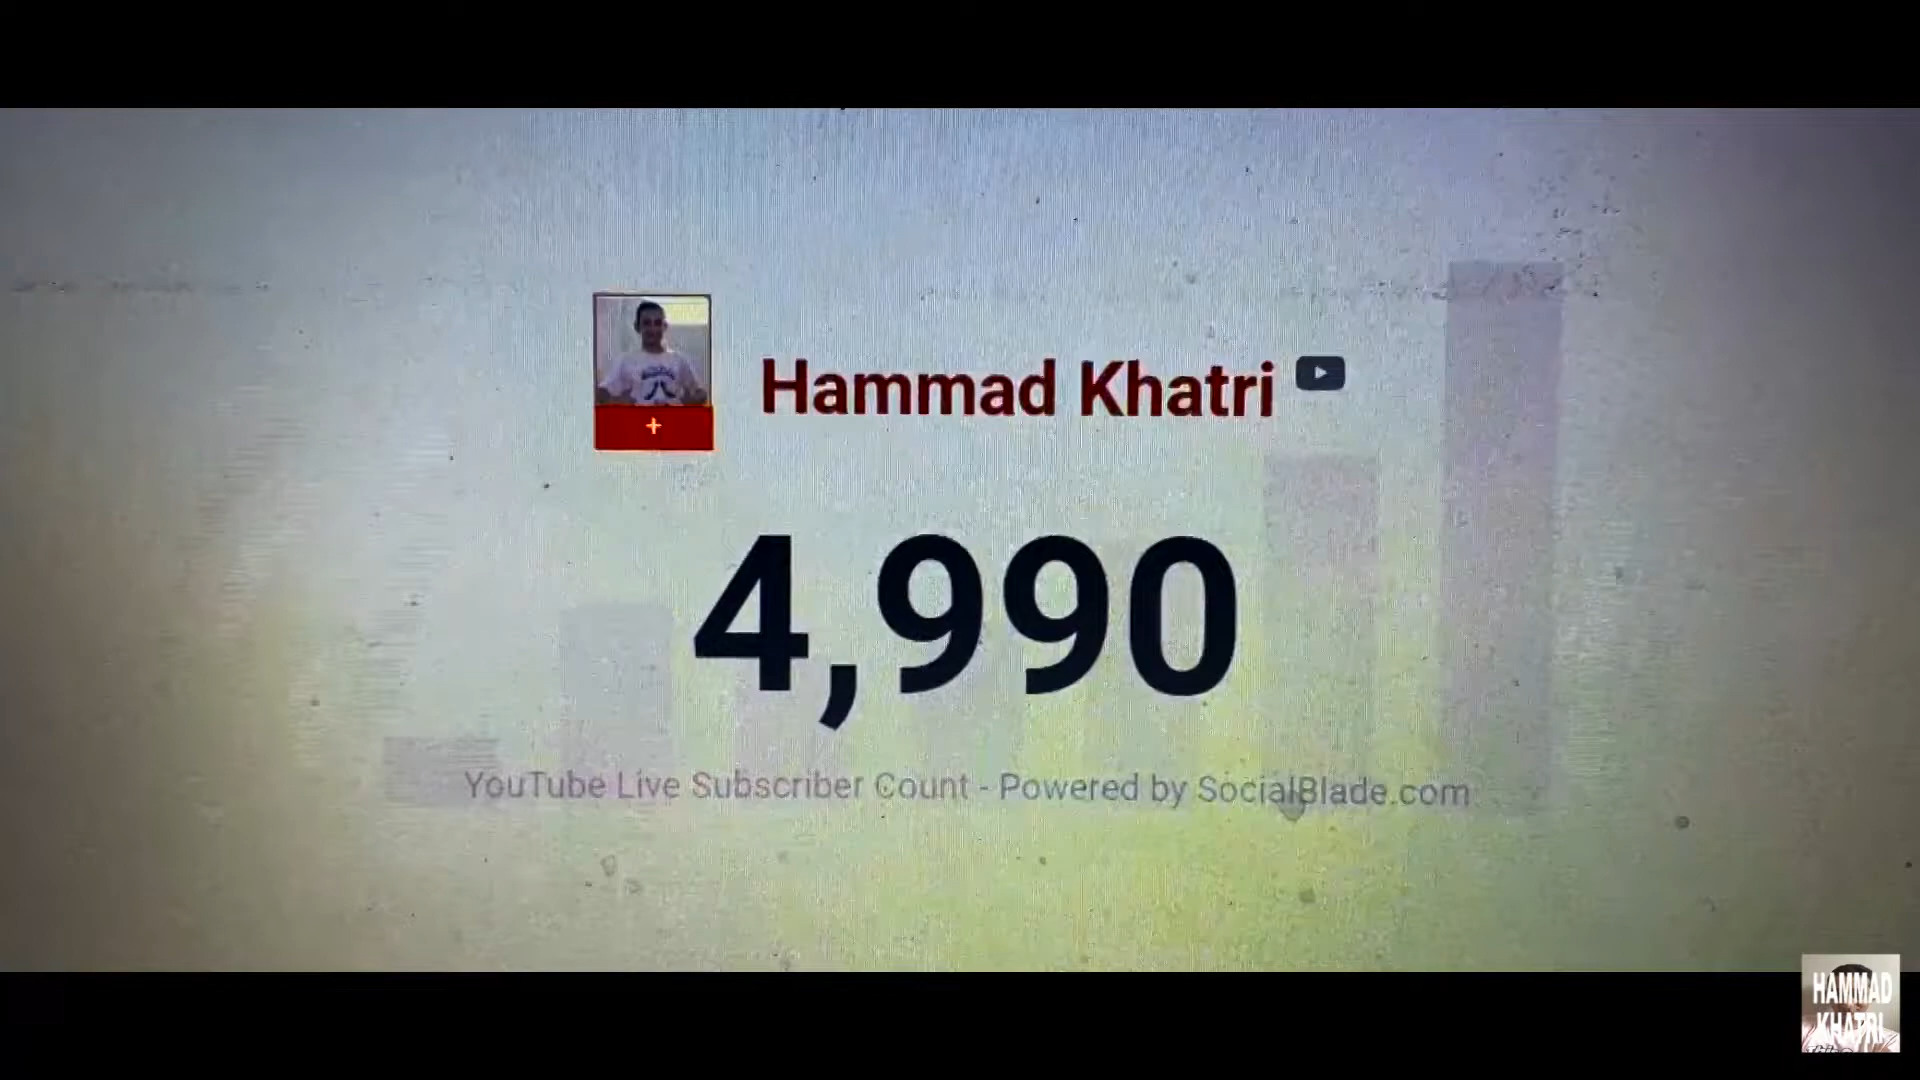 Hammad Khatri
+
4,990
YouTube Live Subscriber Count - Powered by SocialBlade.com
HAMMAD
KHATRI